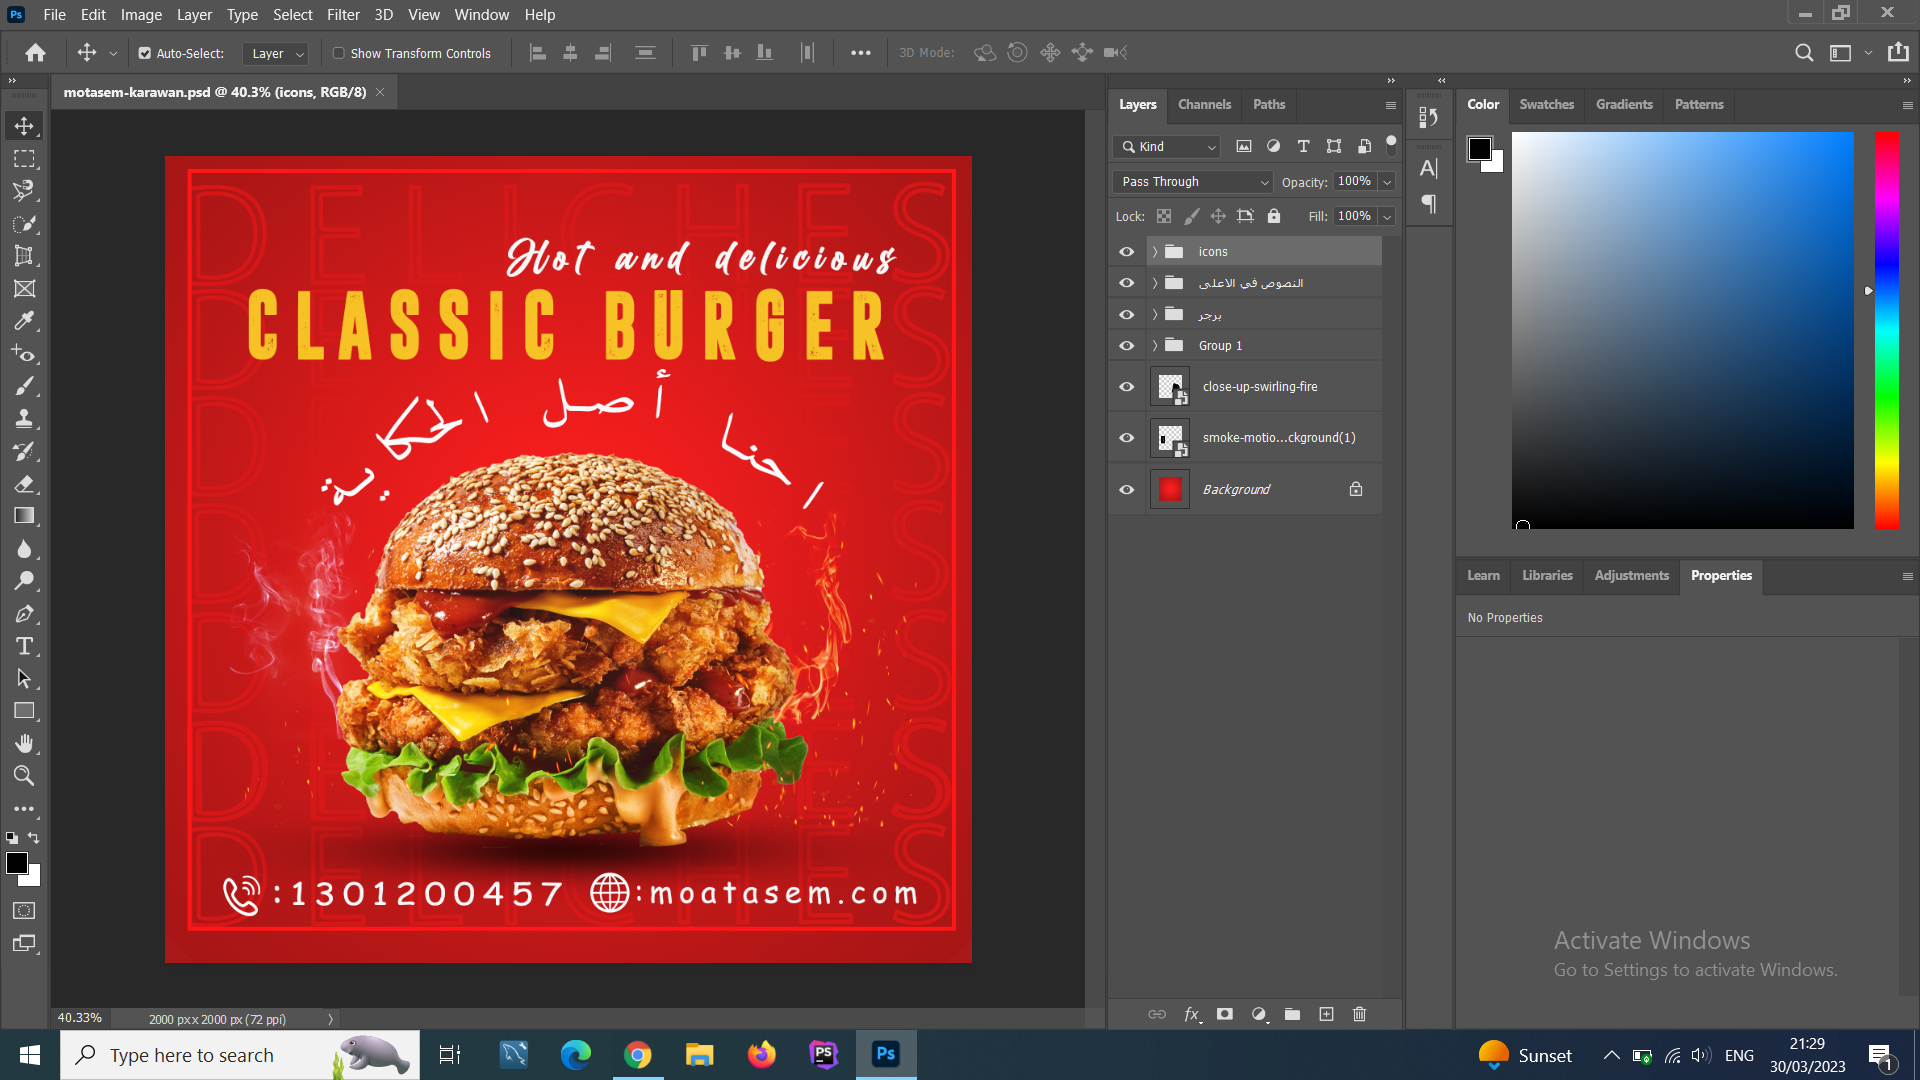 File Edit Image Layer Type Select Filter 3D View Window Help
Auto-Select: Layer Show Transform Controls 3D Mode:
motasem-karawan.psd @ 40.3% (icons, RGB/8)
DELICHES
Hot and delicious
CLASSIC BURGER
احنا أصل الحكاية
:1301200457 :moatasem.com
40.33% 2000 px x 2000 px (72 ppi)
Layers Channels Paths
Kind
Pass Through Opacity: 100%
Lock: Fill: 100%
icons
النصوص في الاعلى
برجر
Group 1
close-up-swirling-fire
smoke-motio...ckground(1)
Background
Color Swatches Gradients Patterns
Learn Libraries Adjustments Properties
No Properties
Activate Windows
Go to Settings to activate Windows.
Type here to search
Sunset ENG
21:29
30/03/2023
1